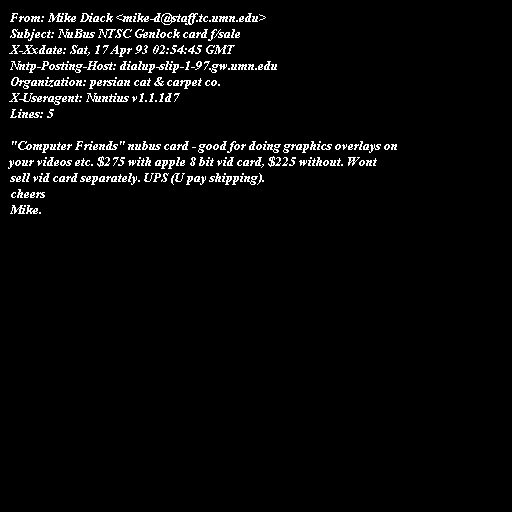 From: Mike Diack <mike-d@staff.tc.umn.edu>
Subject: NuBus NTSC Genlock card f/sale
X-Xxdate: Sat, 17 Apr 93 02:54:45 GMT
Nntp-Posting-Host: dialup-slip-1-97.gw.umn.edu
Organization: persian cat & carpet co.
X-Useragent: Nuntius v1.1.1d7
Lines: 5

"Computer Friends" nubus card - good for doing graphics overlays on
your videos etc. $275 with apple 8 bit vid card, $225 without. Wont
sell vid card separately. UPS (U pay shipping).
cheers
Mike.